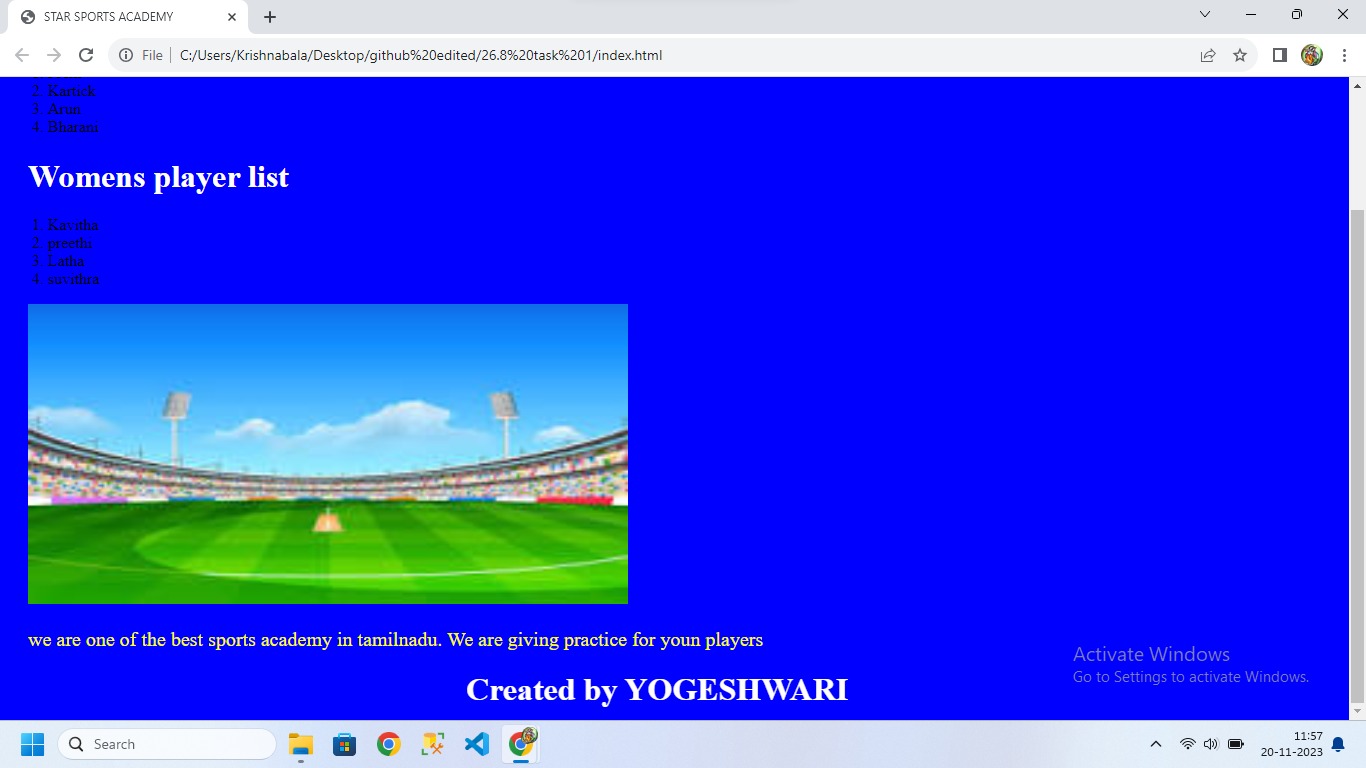 STAR SPORTS ACADEMY
File
C:/Users/Krishnabala/Desktop/github%20edited/26.8%20task%201/index.html
2. Kartick
3. Arun
4. Bharani
Womens player list
1. Kavitha
2. preethi
3. Latha
4. suvithra
we are one of the best sports academy in tamilnadu. We are giving practice for youn players
Created by YOGESHWARI
Activate Windows
Go to Settings to activate Windows.
Search
11:57
20-11-2023